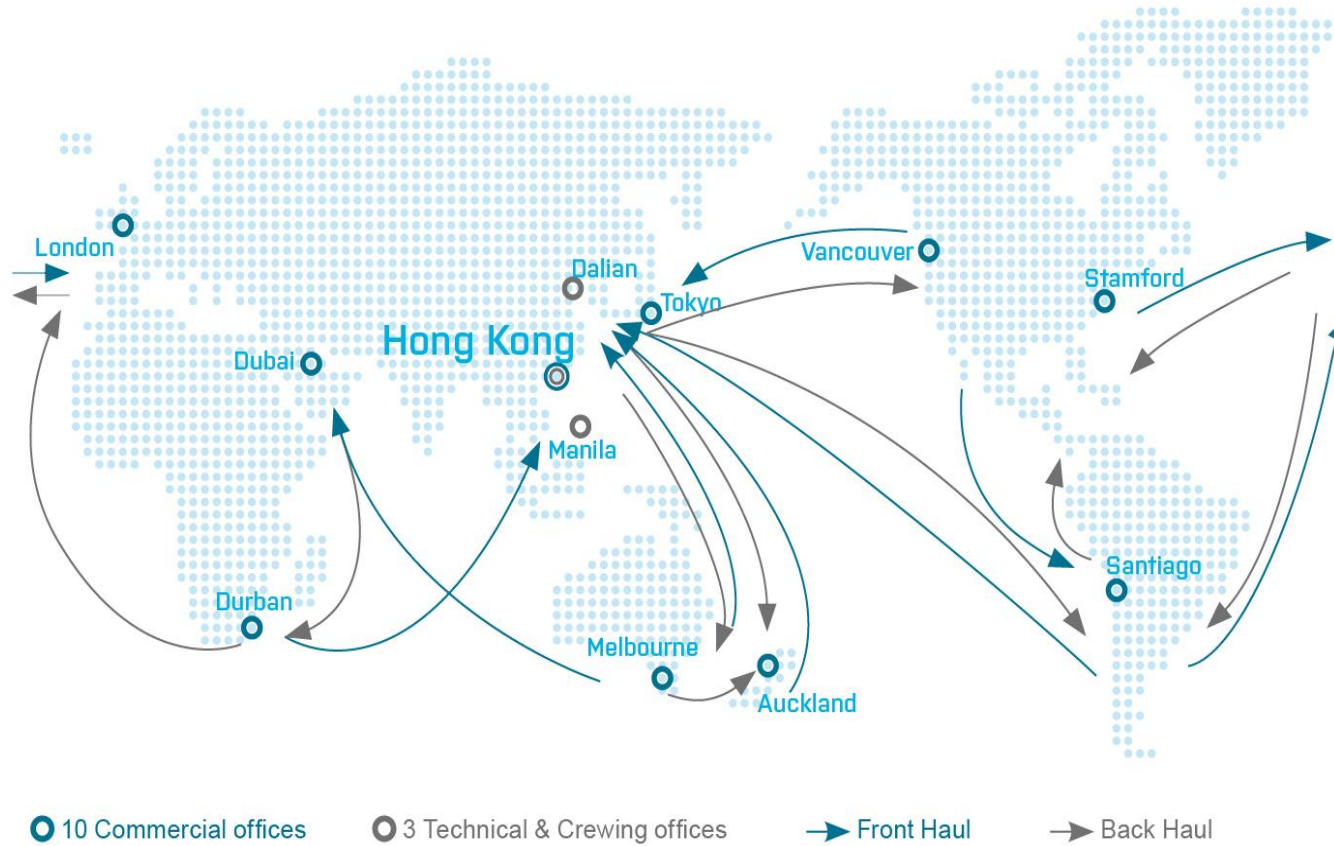 London
Vancouver
Dalian
Stamford
Tokyo
Hong Kong
Dubai
Manila
Santiago
Durban
Melbourne
Auckland
10 Commercial offices
3 Technical & Crewing offices
Front Haul
Back Haul